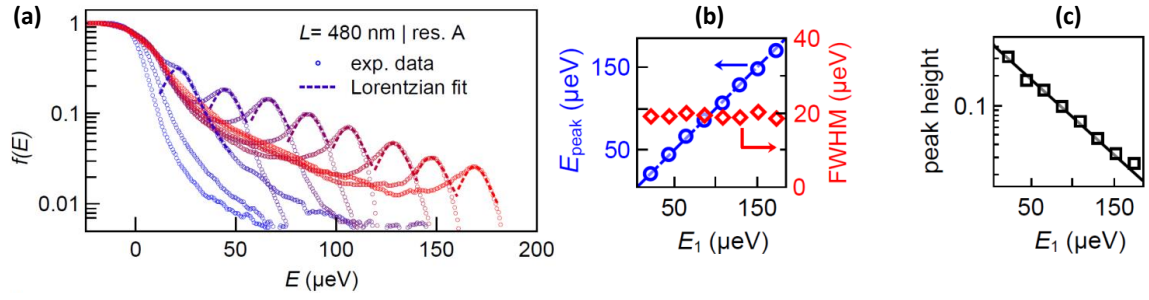 (a)
L= 480 nm | res. A
exp. data
Lorentzian fit
1
0.1
0.01
f(E)
0
50
100
150
200
E (μeV)
(b)
E_peak (μeV)
150
50
40
20
0
FWHM (μeV)
50
150
E_1 (μeV)
(c)
peak height
0.1
50
150
E_1 (μeV)